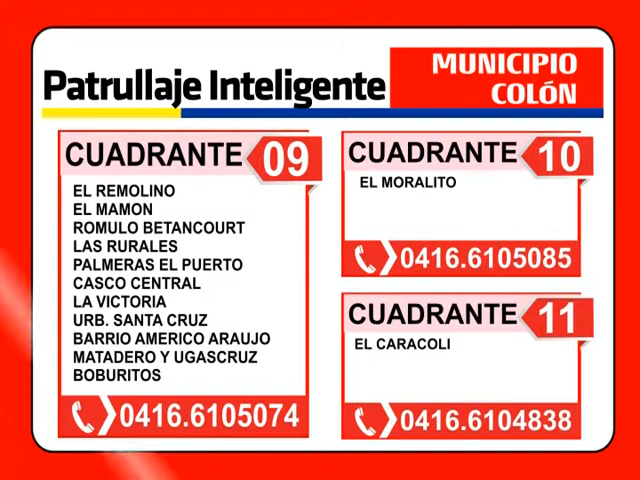 Patrullaje Inteligente
MUNICIPIO
COLÓN
CUADRANTE 09
EL REMOLINO
EL MAMON
ROMULO BETANCOURT
LAS RURALES
PALMERAS EL PUERTO
CASCO CENTRAL
LA VICTORIA
URB. SANTA CRUZ
BARRIO AMERICO ARAUJO
MATADERO Y UGASCRUZ
BOBURITOS
0416.6105074
CUADRANTE 10
EL MORALITO
0416.6105085
CUADRANTE 11
EL CARACOLI
0416.6104838